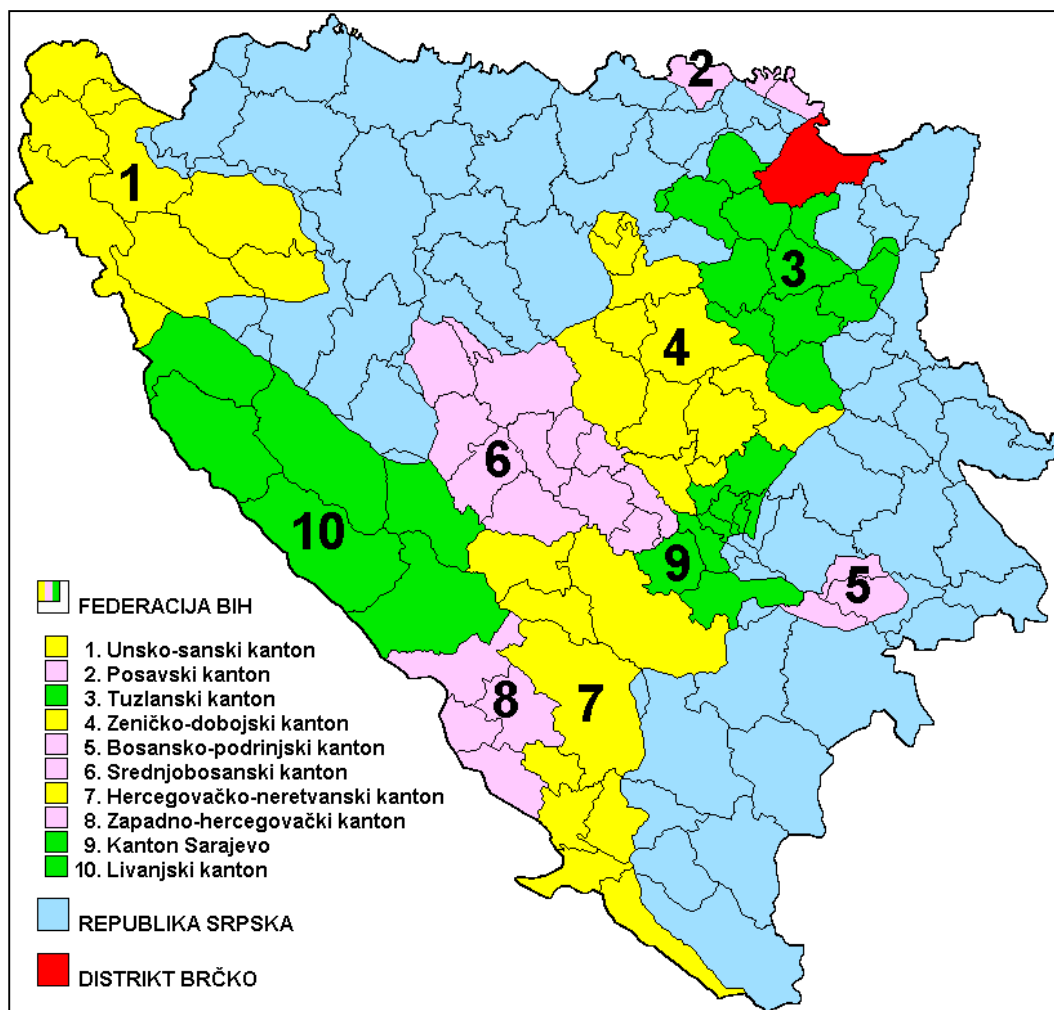 2
1
3
4
6
10
9
5
8
7
FEDERACIJA BIH
1. Unsko-sanski kanton
2. Posavski kanton
3. Tuzlanski kanton
4. Zeničko-dobojski kanton
5. Bosansko-podrinjski kanton
6. Srednjobosanski kanton
7. Hercegovačko-neretvanski kanton
8. Zapadno-hercegovački kanton
9. Kanton Sarajevo
10. Livanjski kanton
REPUBLIKA SRPSKA
DISTRIKT BRČKO